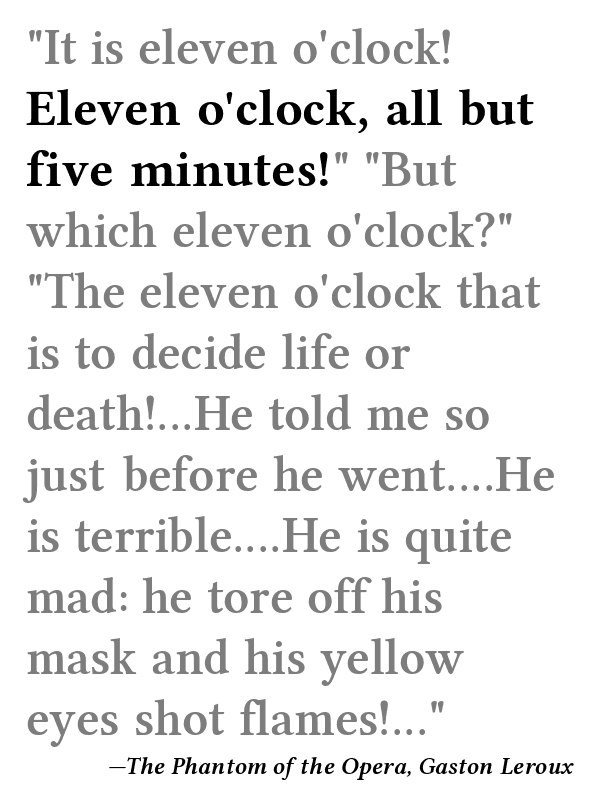 "It is eleven o'clock!
Eleven o'clock, all but
five minutes!" "But
which eleven o'clock?"
"The eleven o'clock that
is to decide life or
death!...He told me so
just before he went....He
is terrible....He is quite
mad: he tore off his
mask and his yellow
eyes shot flames!..."
—The Phantom of the Opera, Gaston Leroux